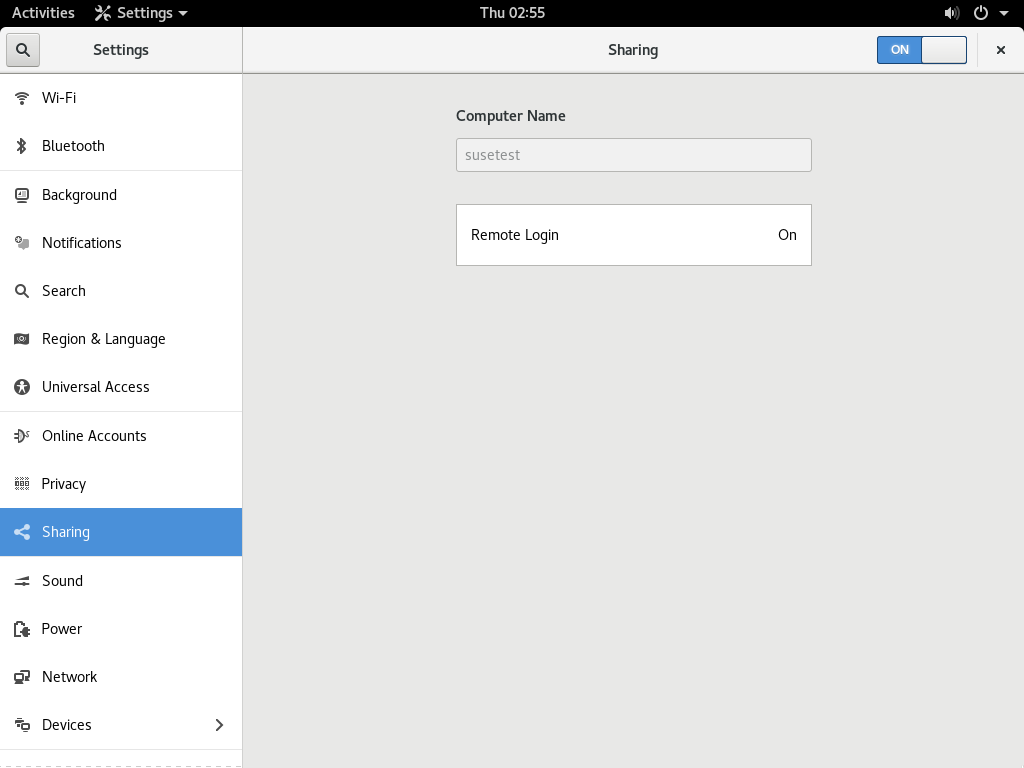 Activities
Settings
Thu 02:55
Settings
Sharing
ON
Wi-Fi
Bluetooth
Background
Notifications
Search
Region & Language
Universal Access
Online Accounts
Privacy
Sharing
Sound
Power
Network
Devices
Computer Name
susetest
Remote Login On